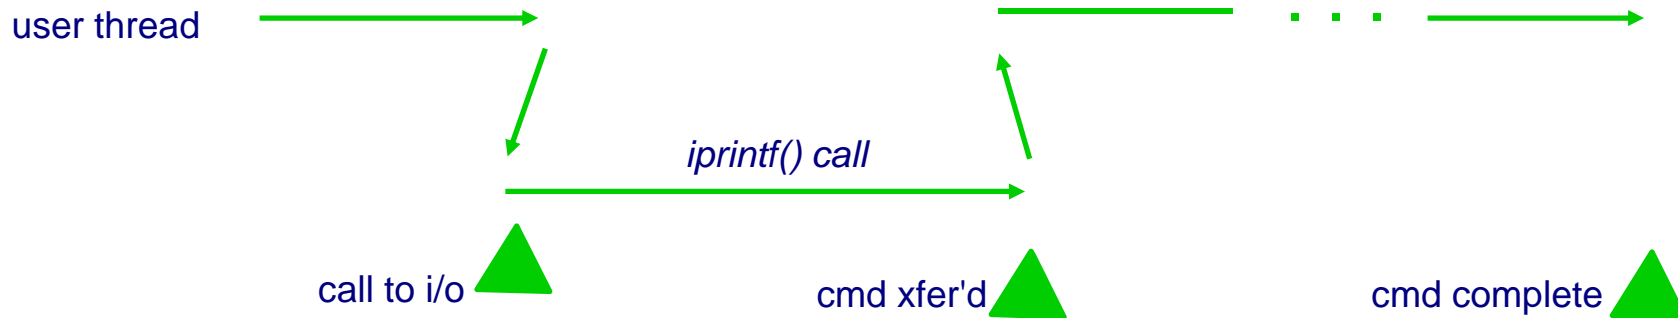 user thread
iprintf() call
call to i/o
cmd xfer'd
cmd complete